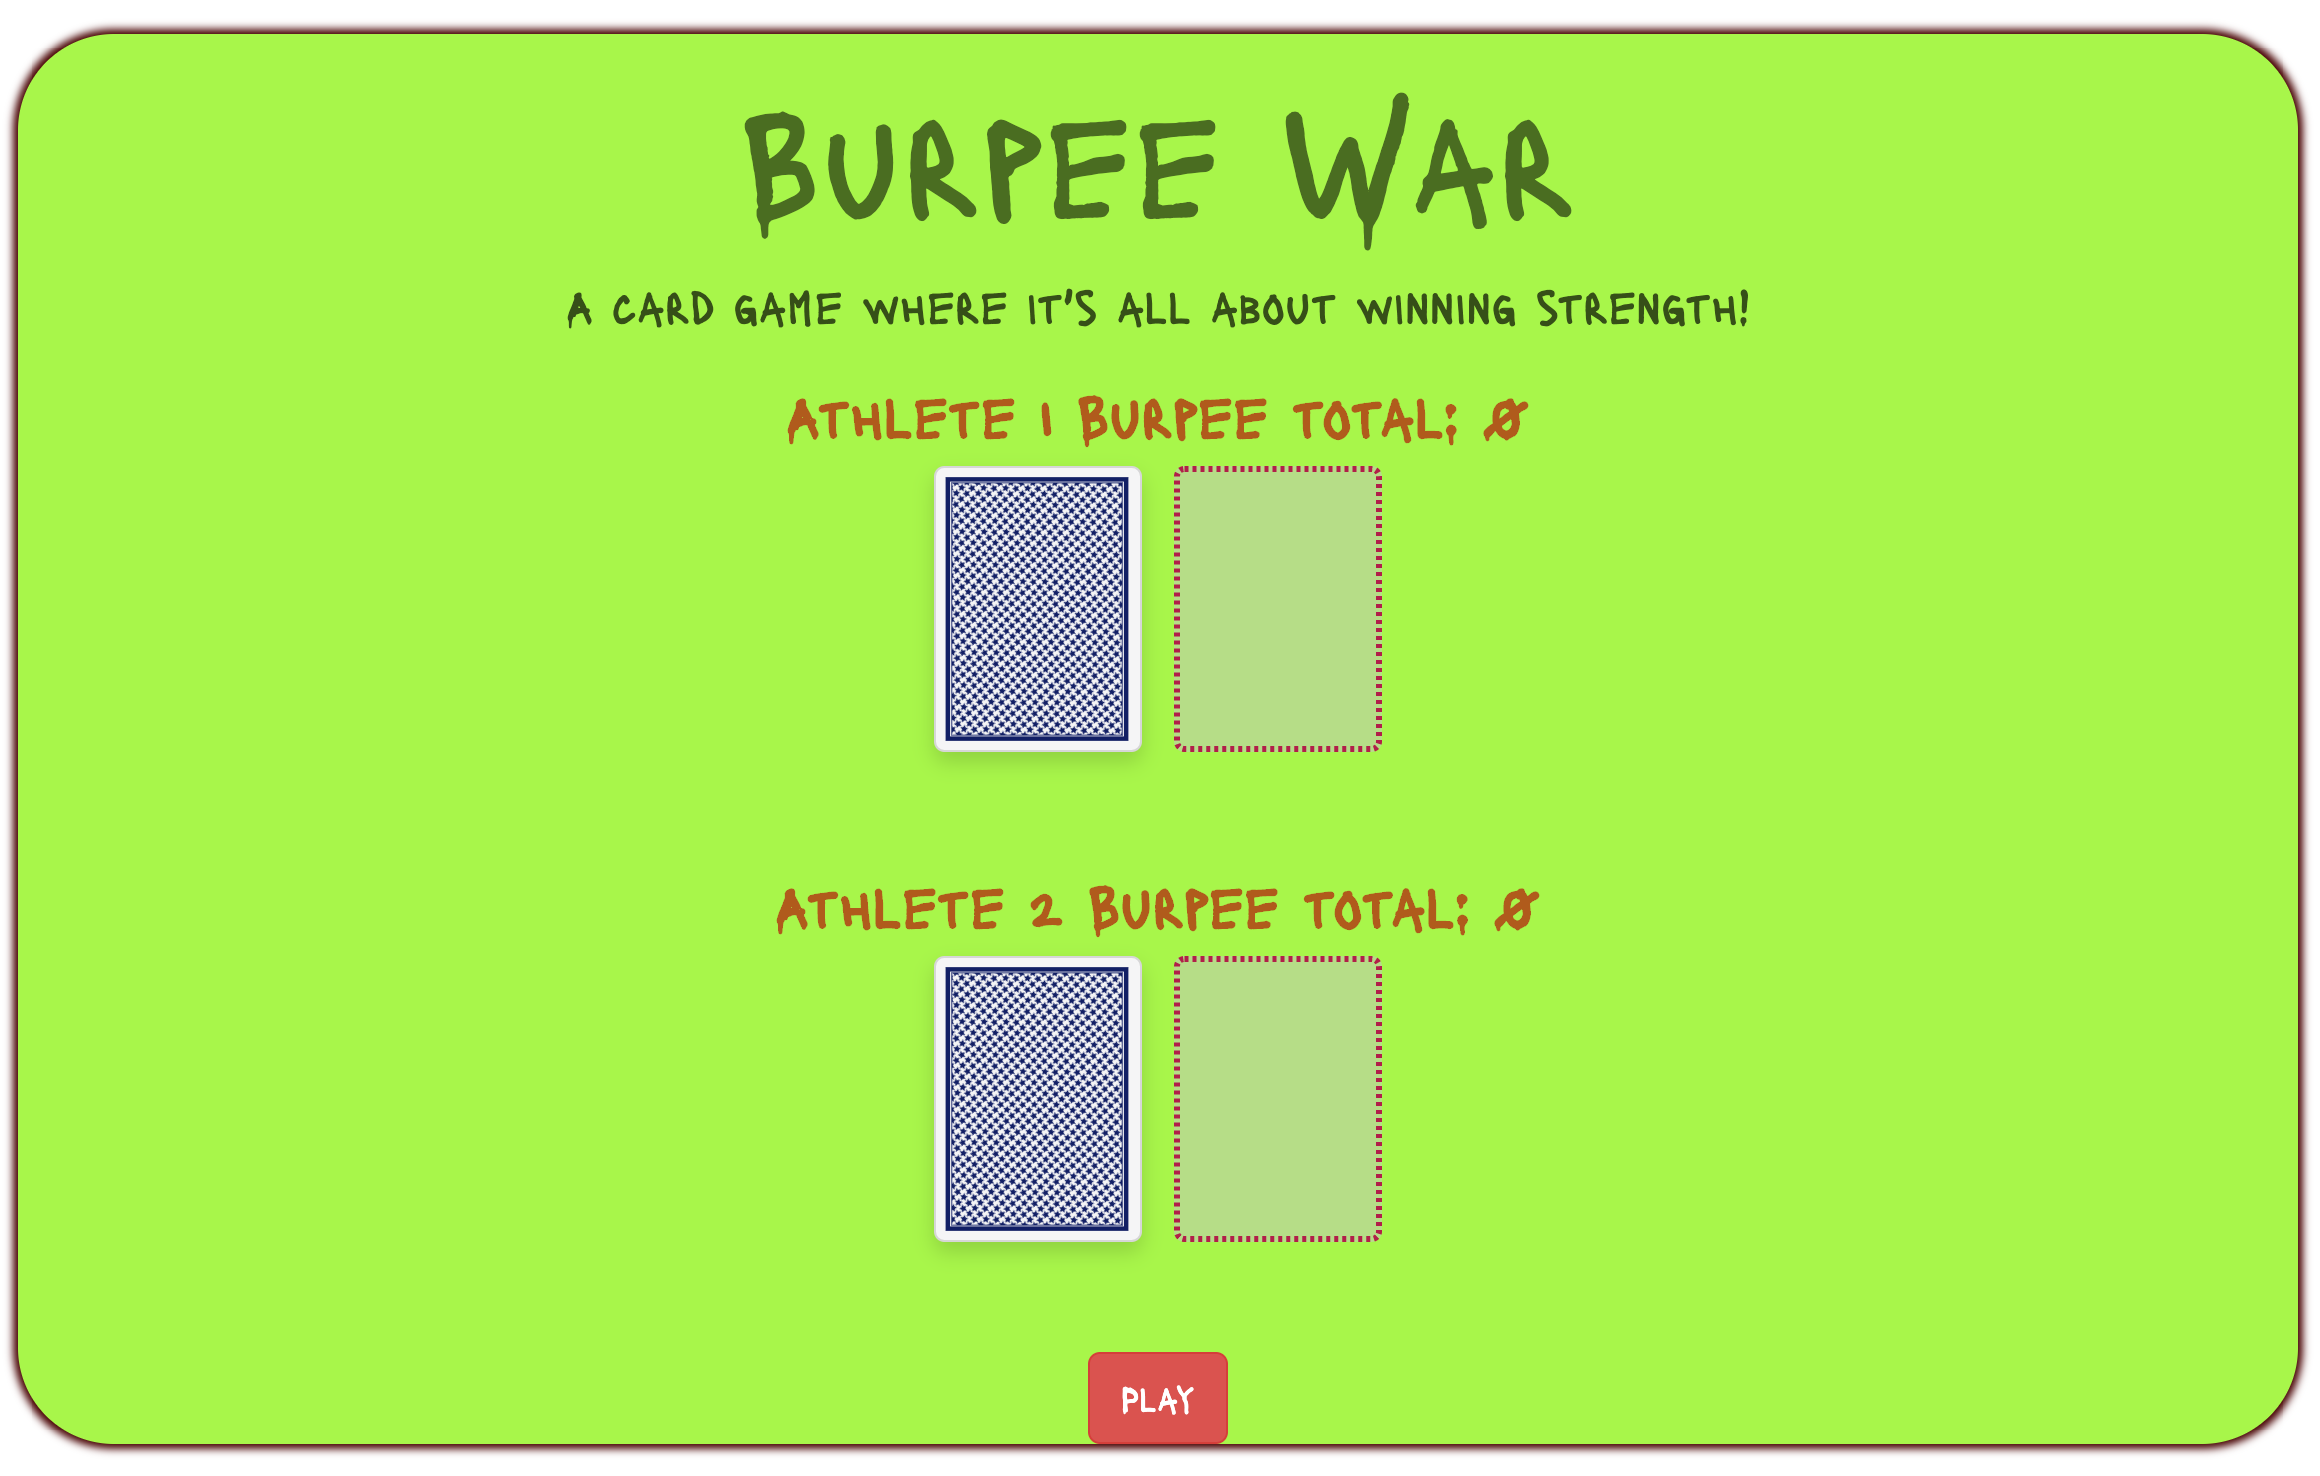 Burpee War
A card game where it's all about winning strength!
Athlete 1 Burpee Total: 0
Athlete 2 Burpee Total: 0
Play